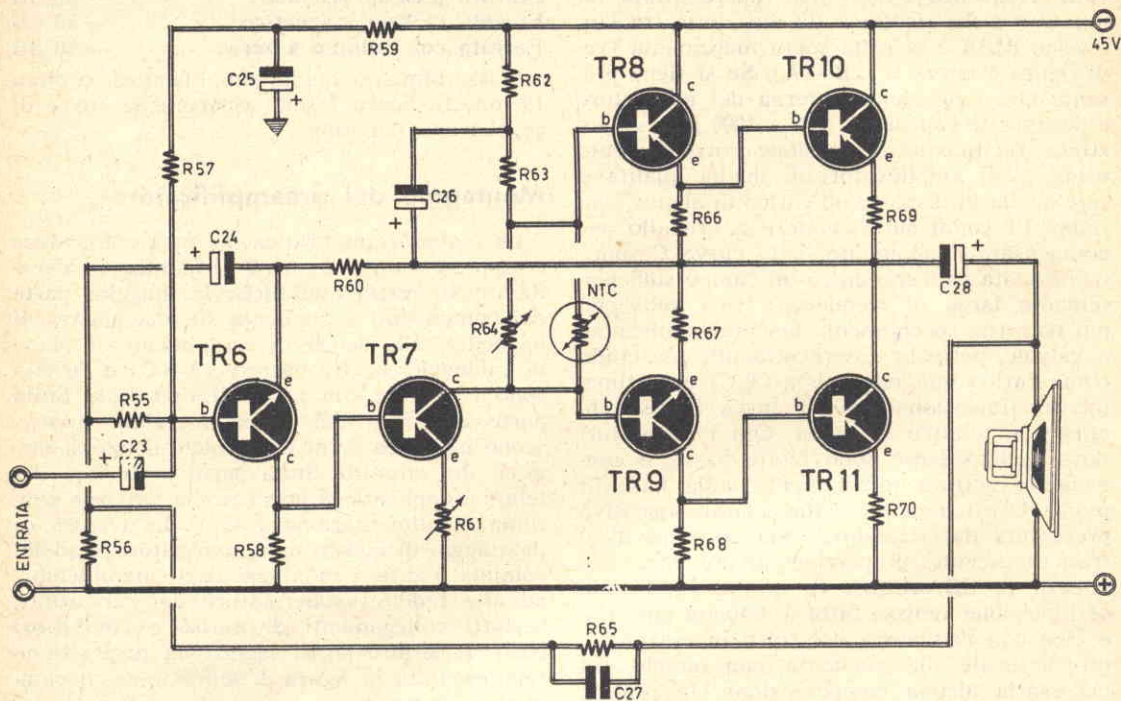 −
45V
R59
C25
+
R62
TR8
TR10
c
c
b
b
R57
C26
R63
+
e
e
R66
R69
+
C24
R60
+
C28
NTC
R64
R67
TR6
TR7
e
c
c
c
R55
b
b
b
b
C23
+
c
e
TR9
e
TR11
e
ENTRATA
R56
R58
R61
R68
R70
+
R65
C27